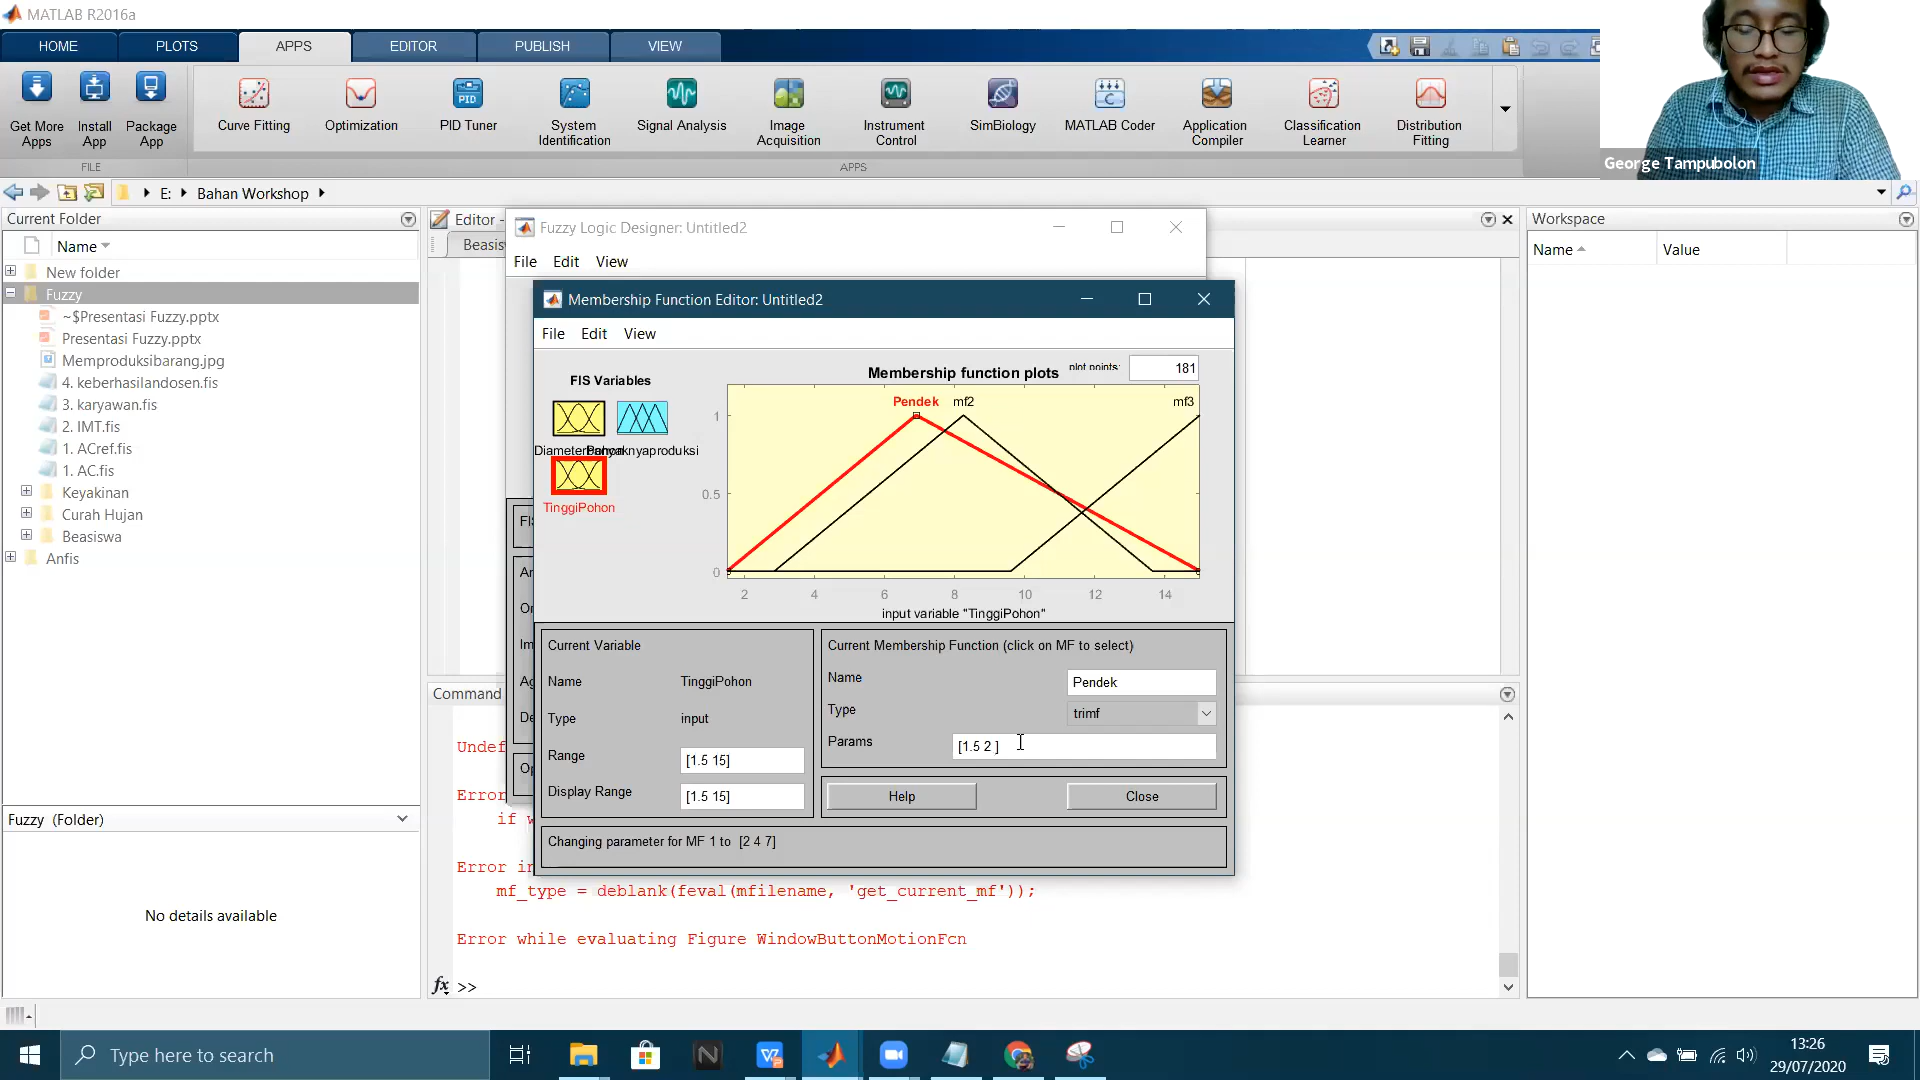 MATLAB R2016a
HOME
PLOTS
APPS
EDITOR
PUBLISH
VIEW
Get More Apps
Install App
Package App
Curve Fitting
Optimization
PID Tuner
System Identification
Signal Analysis
Image Acquisition
Instrument Control
SimBiology
MATLAB Coder
Application Compiler
Classification Learner
Distribution Fitting
George Tampubolon
FILE
APPS
E:
Bahan Workshop
Current Folder
Name
New folder
Fuzzy
~$Presentasi Fuzzy.pptx
Presentasi Fuzzy.pptx
Memproduksibarang.jpg
4. keberhasilandosen.fis
3. karyawan.fis
2. IMT.fis
1. ACref.fis
1. AC.fis
Keyakinan
Curah Hujan
Beasiswa
Anfis
Fuzzy (Folder)
No details available
Editor -
Beasis
Fuzzy Logic Designer: Untitled2
File Edit View
Membership Function Editor: Untitled2
File Edit View
FIS Variables
Membership function plots
plot points:
181
TinggiPohon
Pendek
mf2
mf3
1
0.5
0
2 4 6 8 10 12 14
input variable "TinggiPohon"
Current Variable
Name TinggiPohon
Type input
Range [1.5 15]
Display Range [1.5 15]
Current Membership Function (click on MF to select)
Name Pendek
Type trimf
Params [1.5 2 ]
Help
Close
Changing parameter for MF 1 to [2 4 7]
Workspace
Name
Value
Command
Undef
Error
if
Error in
mf_type = deblank(feval(mfilename, 'get_current_mf'));
Error while evaluating Figure WindowButtonMotionFcn
fx >>
Type here to search
13:26
29/07/2020